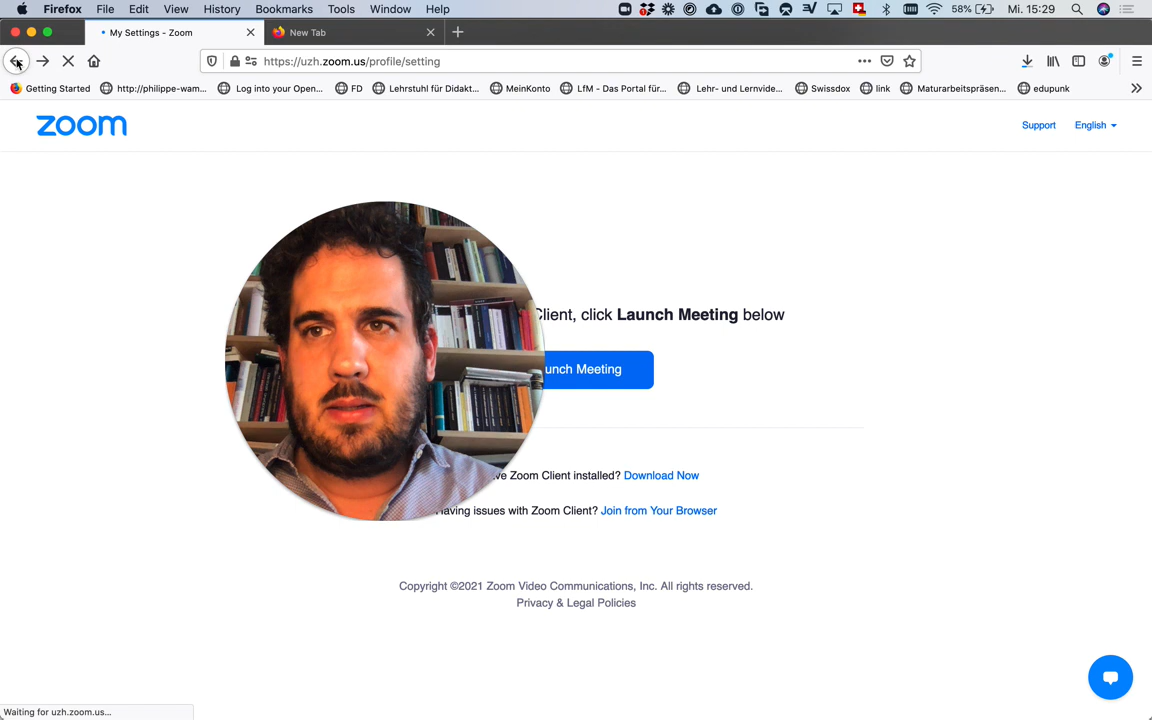 Firefox File Edit View History Bookmarks Tools Window Help 58% Mi. 15:29
My Settings - Zoom New Tab
https://uzh.zoom.us/profile/setting
Getting Started http://philippe-wam... Log into your Open... FD Lehrstuhl für Didakt... MeinKonto LfM - Das Portal für... Lehr- und Lernvide... Swissdox link Maturarbeitspräsen... edupunk
zoom Support English
Client, click Launch Meeting below
unch Meeting
ve Zoom Client installed? Download Now
Having issues with Zoom Client? Join from Your Browser
Copyright ©2021 Zoom Video Communications, Inc. All rights reserved.
Privacy & Legal Policies
Waiting for uzh.zoom.us...